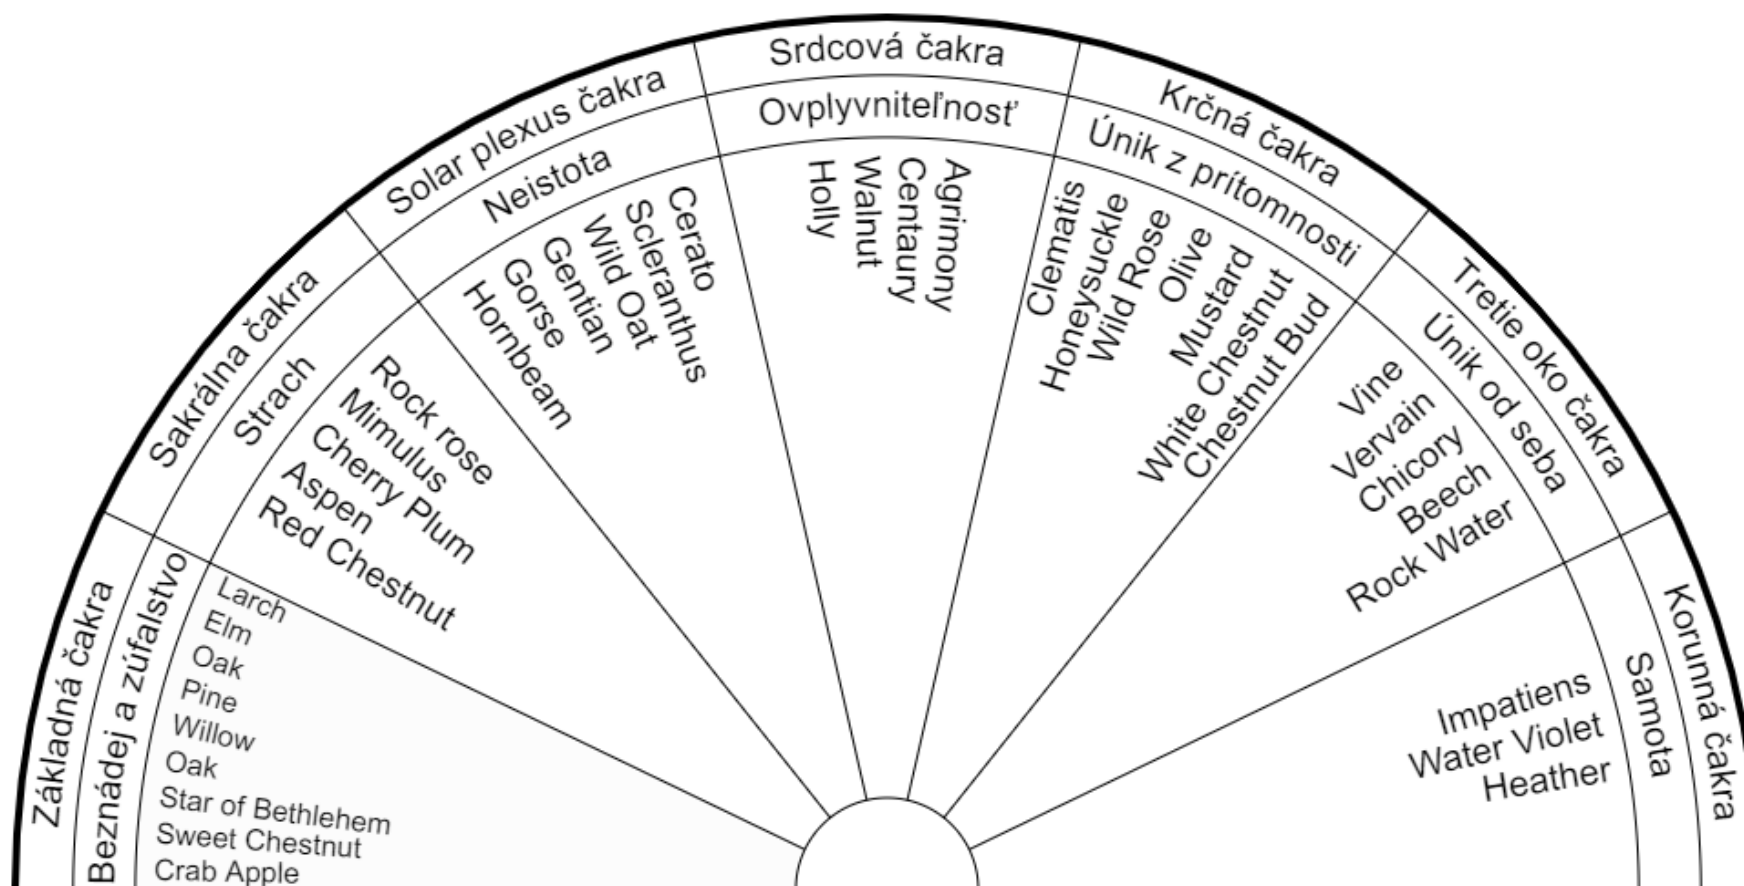 Základná čakra
Beznádej a zúfalstvo
Larch
Elm
Oak
Pine
Willow
Oak
Star of Bethlehem
Sweet Chestnut
Crab Apple
Sakrálna čakra
Strach
Rock rose
Mimulus
Cherry Plum
Aspen
Red Chestnut
Solar plexus čakra
Neistota
Cerato
Scleranthus
Wild Oat
Gentian
Gorse
Hornbeam
Srdcová čakra
Ovplyvniteľnosť
Agrimony
Centaury
Walnut
Holly
Krčná čakra
Únik z prítomnosti
Clematis
Honeysuckle
Wild Rose
Olive
Mustard
White Chestnut
Chestnut Bud
Tretie oko čakra
Únik od seba
Vine
Vervain
Chicory
Beech
Rock Water
Korunná čakra
Samota
Impatiens
Water Violet
Heather